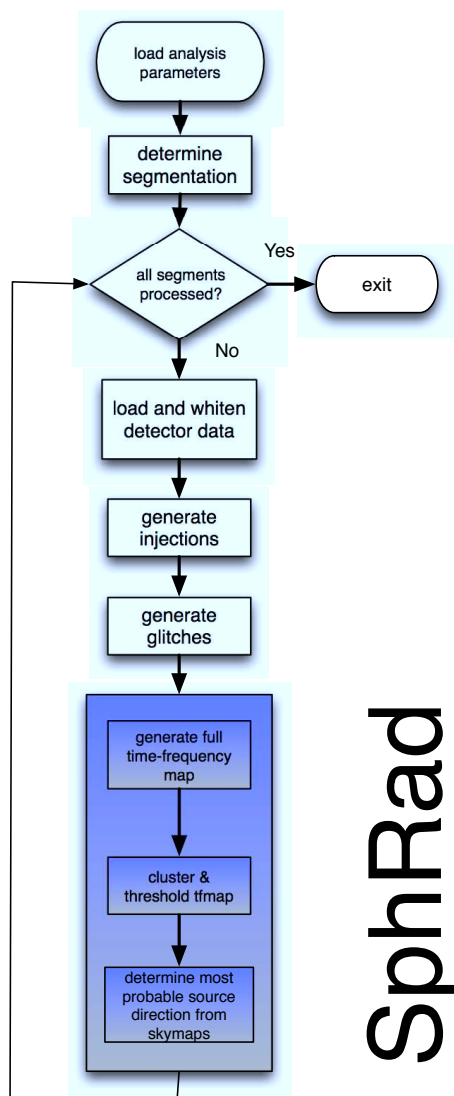 load analysis
parameters
determine
segmentation
all segments
processed?
Yes
exit
No
load and whiten
detector data
generate
injections
generate
glitches
generate full
time-frequency
map
cluster &
threshold tfmap
determine most
probable source
direction from
skymaps
SphRad